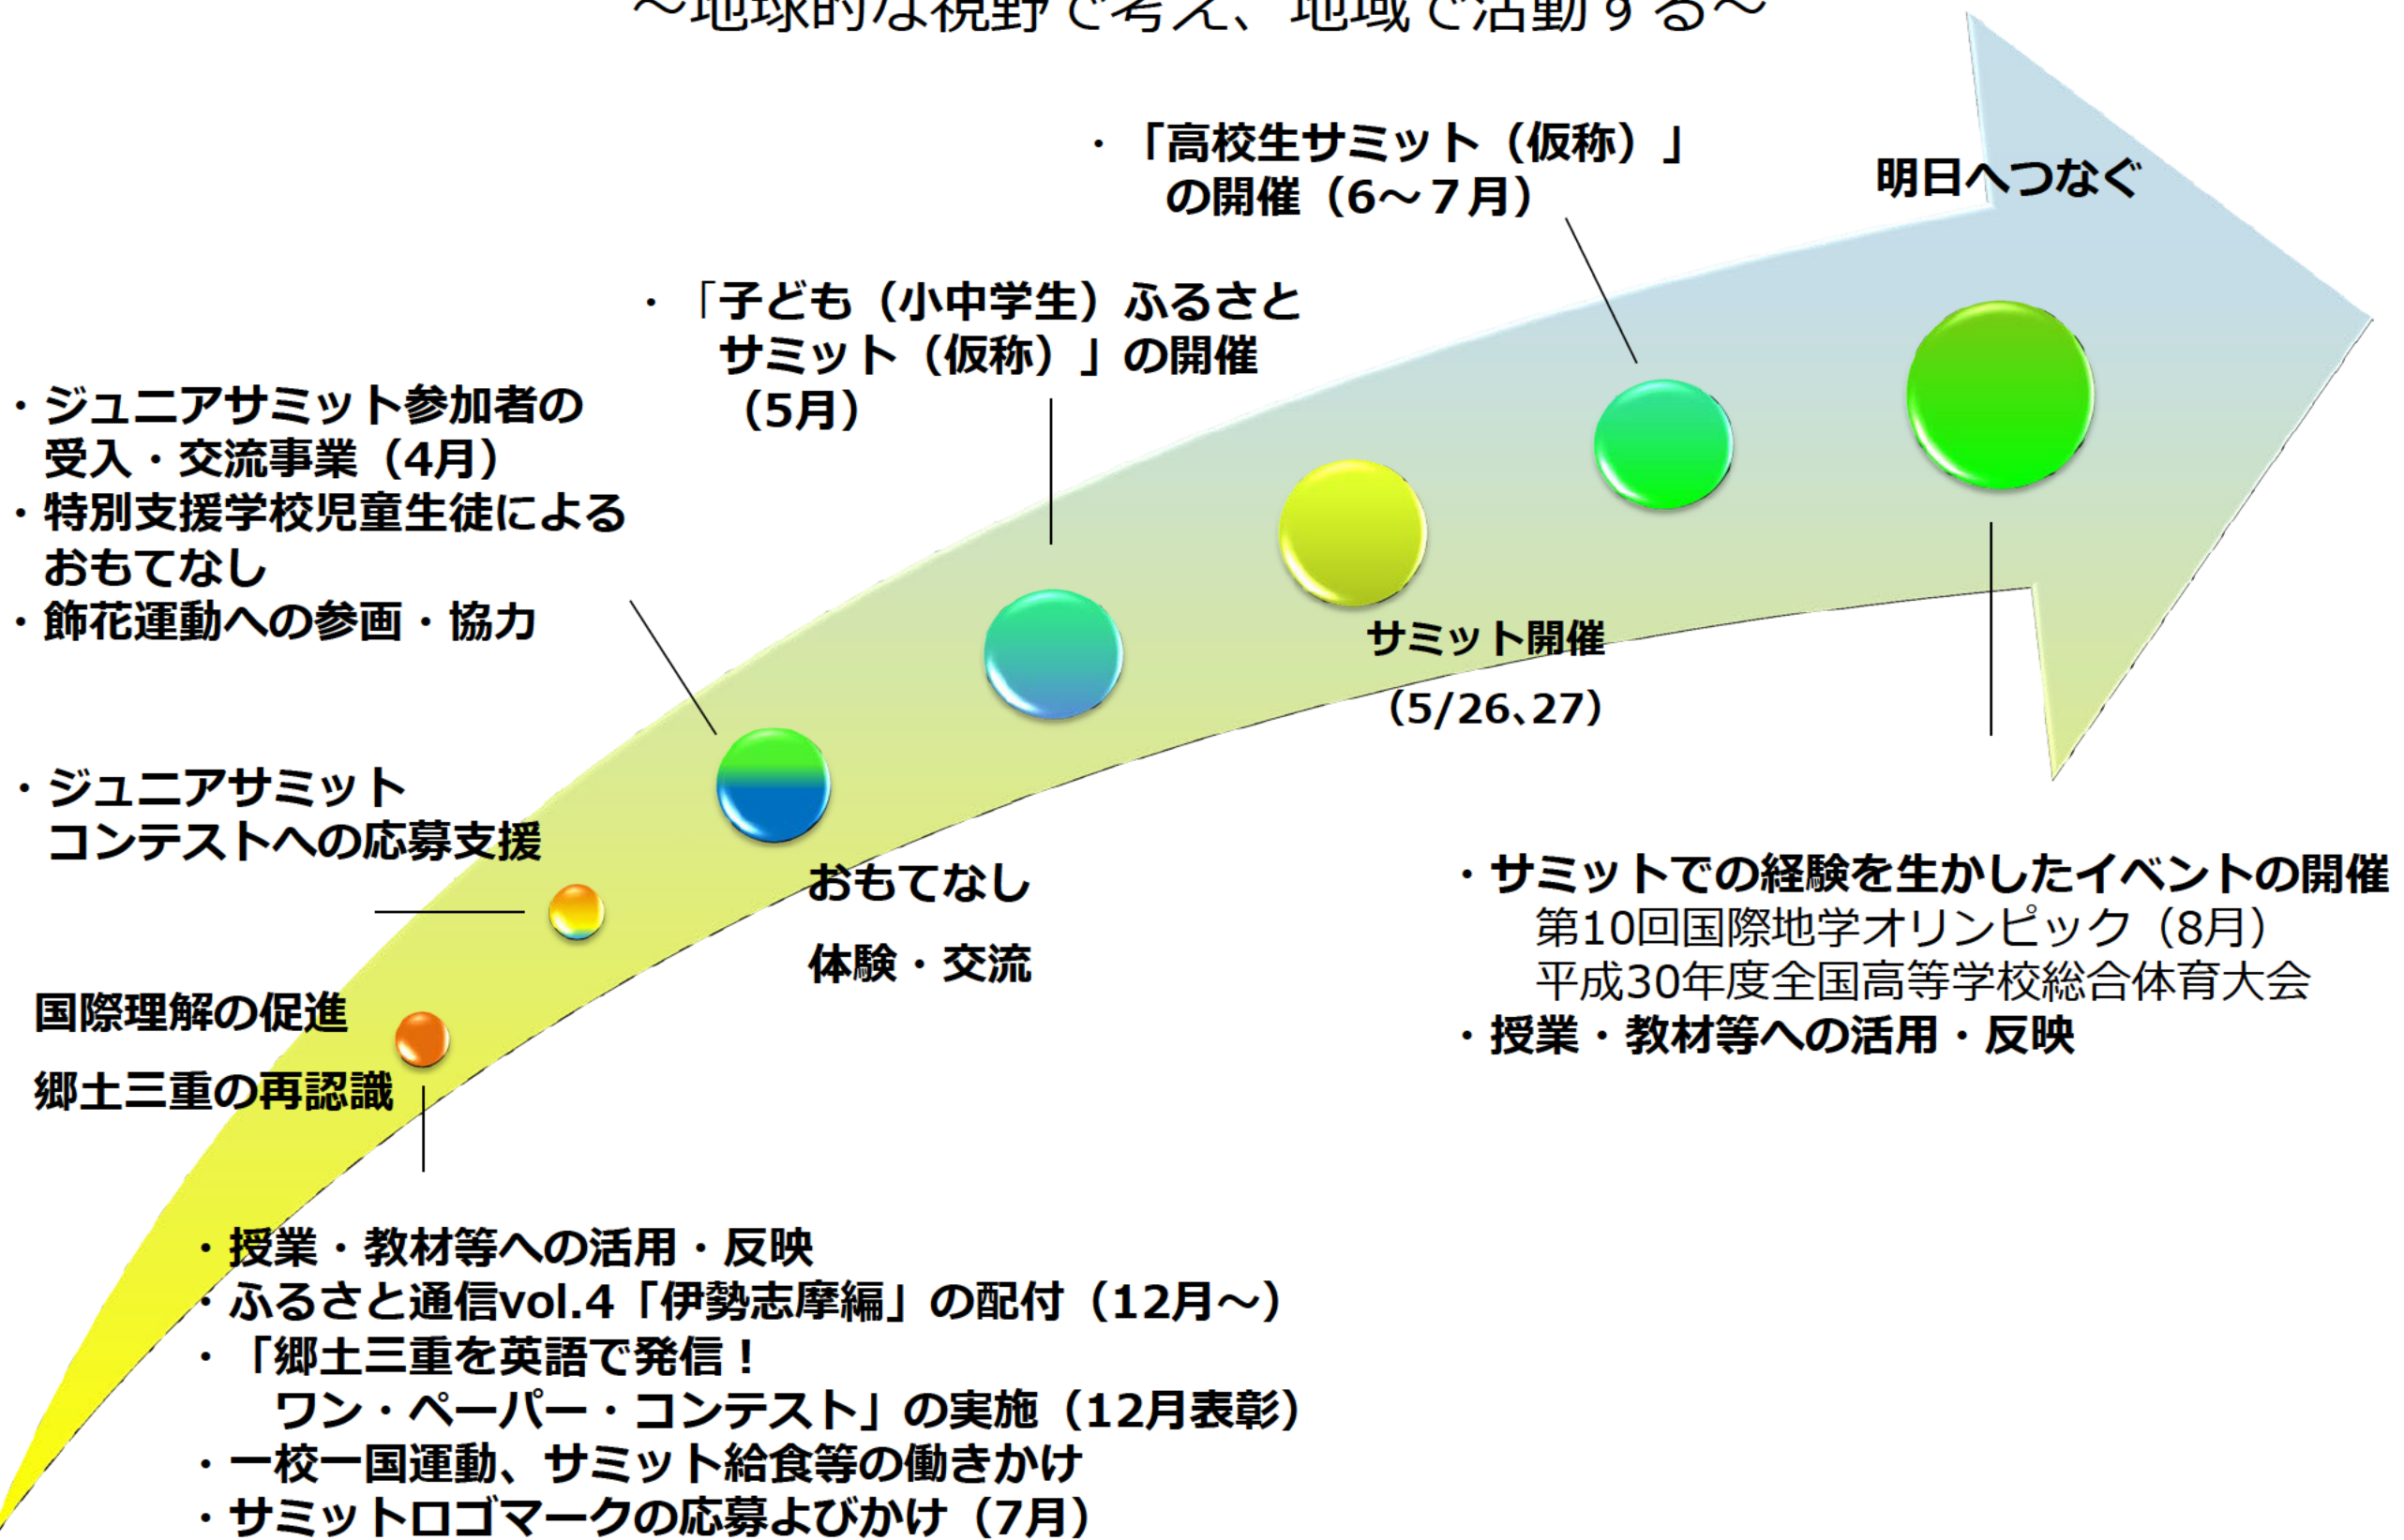 ～地球的な視野で考え、地域で活動する～
・「高校生サミット（仮称）」
の開催（6～７月）
明日へつなぐ
・「子ども（小中学生）ふるさと
サミット（仮称）」の開催
（5月）
・ジュニアサミット参加者の
受入・交流事業（4月）
・特別支援学校児童生徒による
おもてなし
・飾花運動への参画・協力
サミット開催
（5/26、27）
・ジュニアサミット
コンテストへの応募支援
おもてなし
体験・交流
・サミットでの経験を生かしたイベントの開催
第10回国際地学オリンピック（8月）
平成30年度全国高等学校総合体育大会
・授業・教材等への活用・反映
国際理解の促進
郷土三重の再認識
・授業・教材等への活用・反映
・ふるさと通信vol.4「伊勢志摩編」の配付（12月～）
・「郷土三重を英語で発信！
ワン・ペーパー・コンテスト」の実施（12月表彰）
・一校一国運動、サミット給食等の働きかけ
・サミットロゴマークの応募よびかけ（7月）